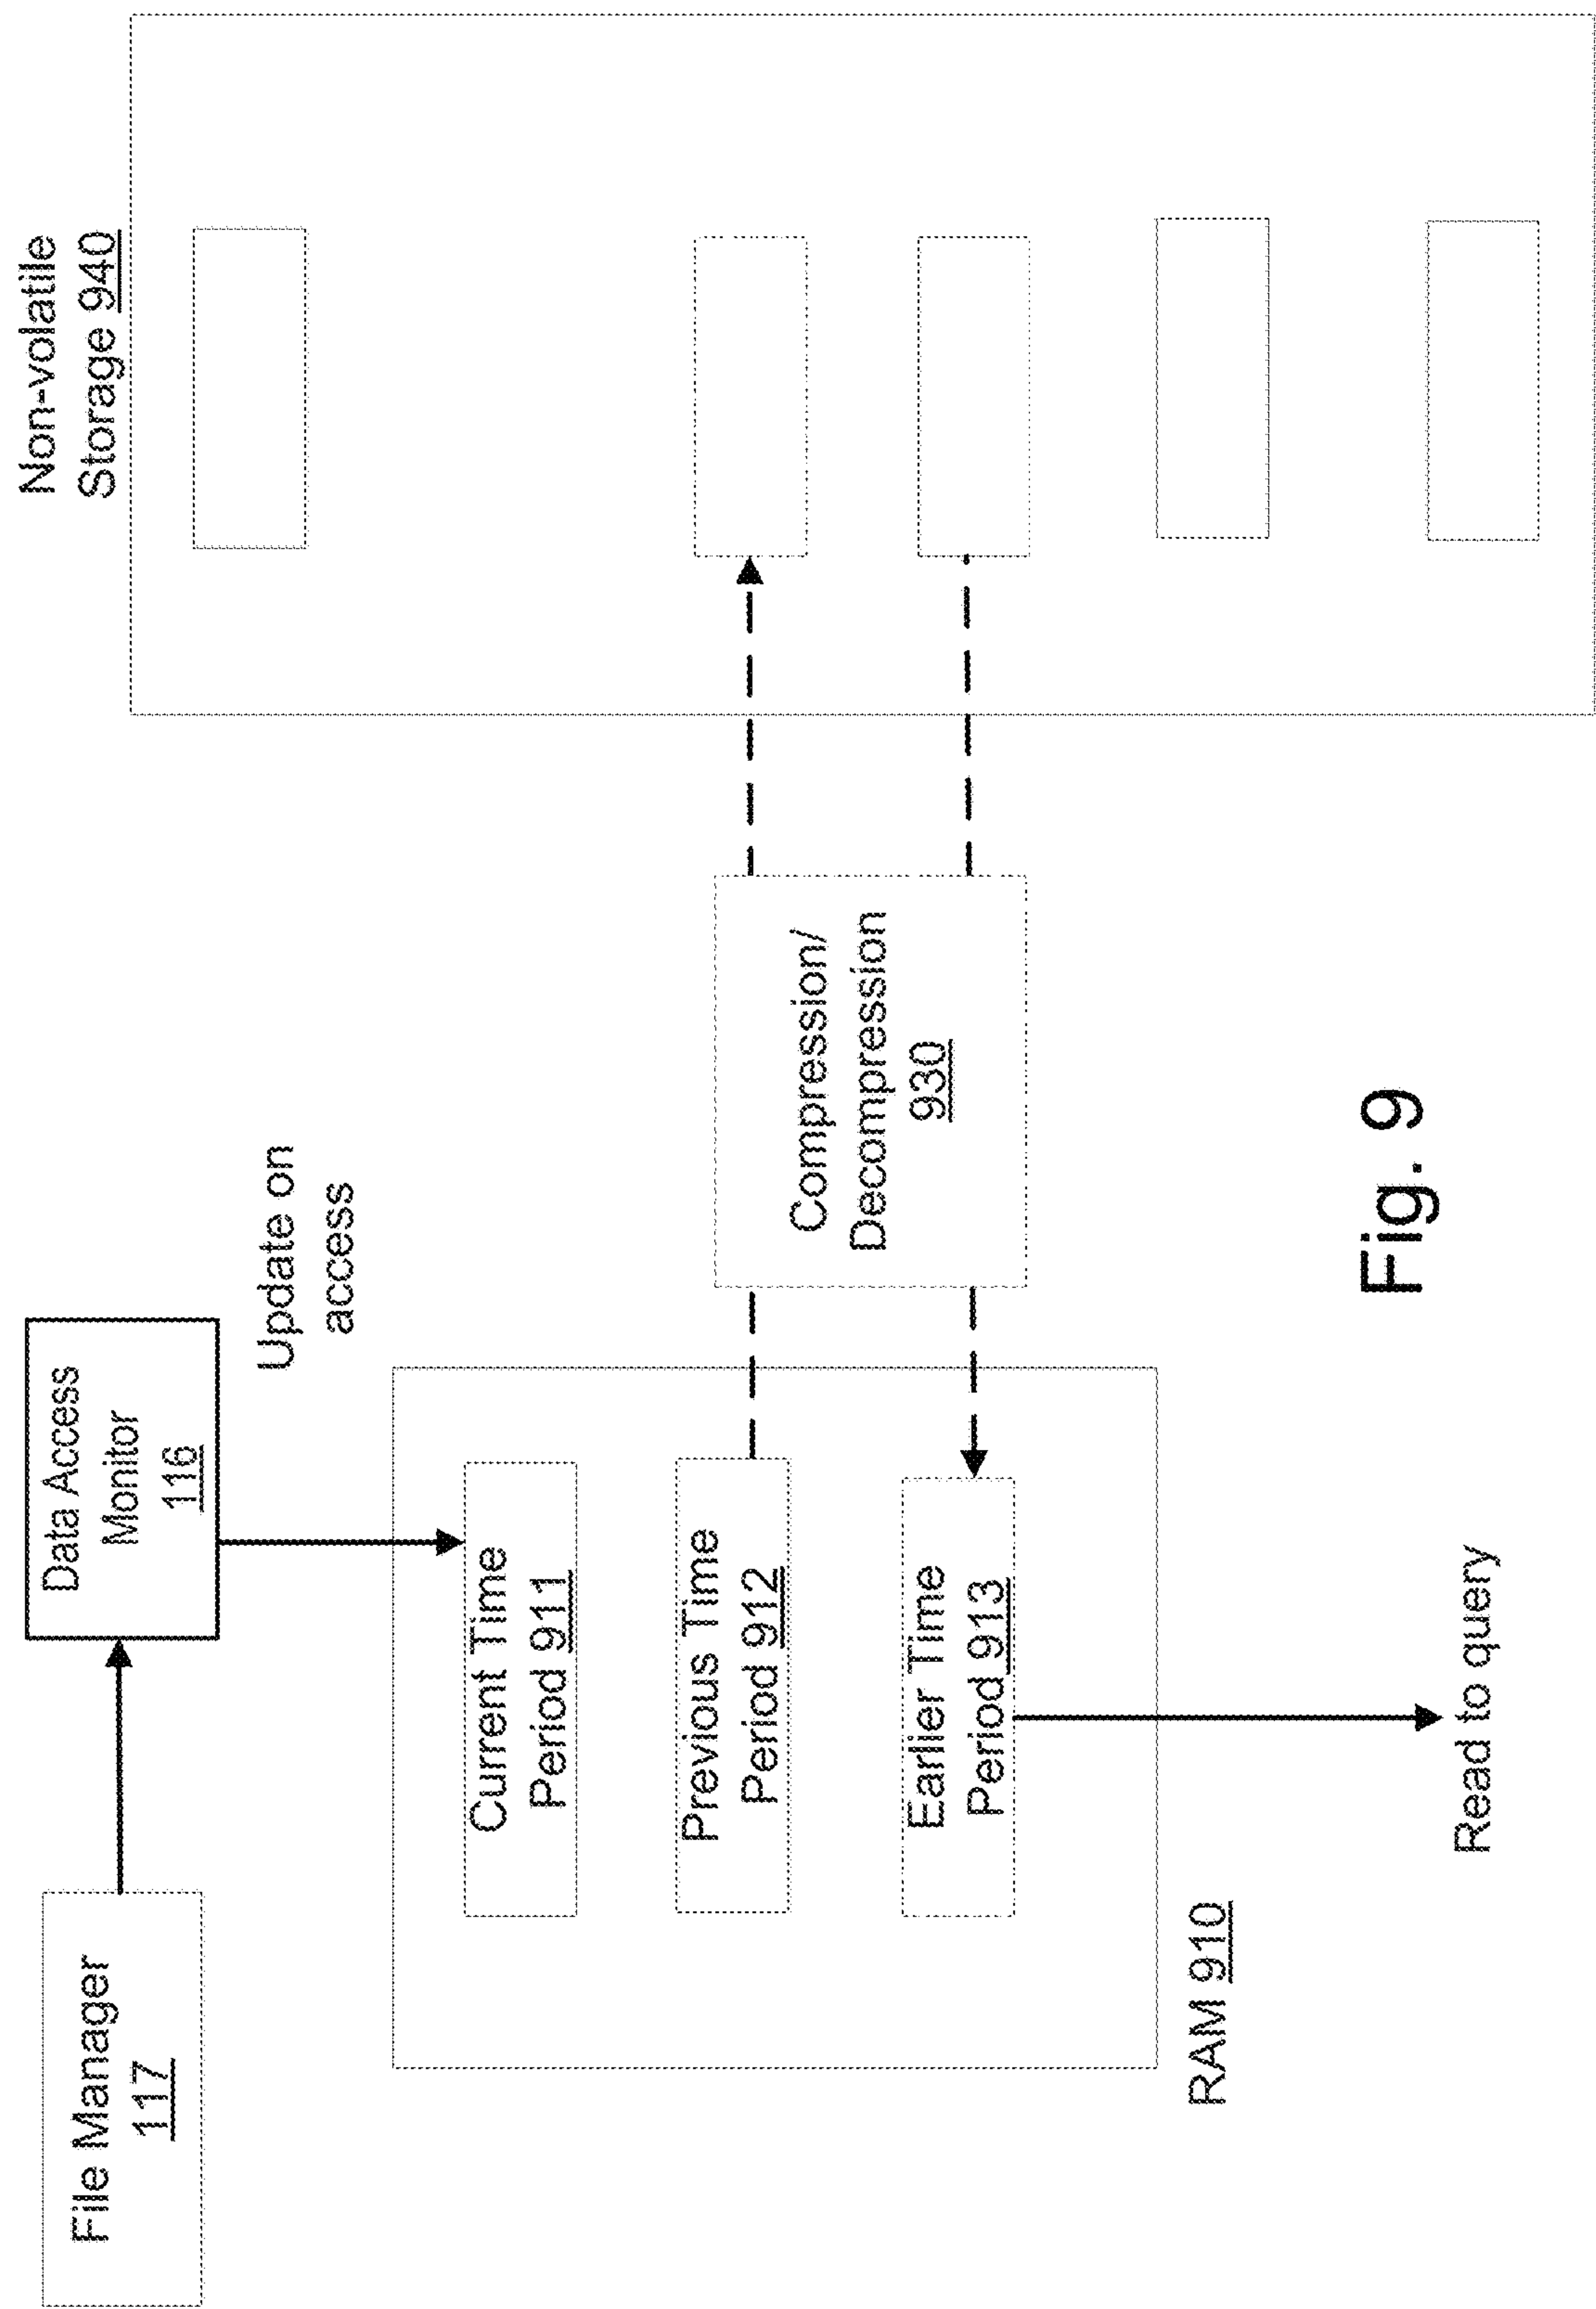 File Manager
117
Data Access
Monitor
116
Update on
access
Non-volatile
Storage 940
Current Time
Period 911
Previous Time
Period 912
Earlier Time
Period 913
Compression/
Decompression
930
RAM 910
Read to query
Fig. 9